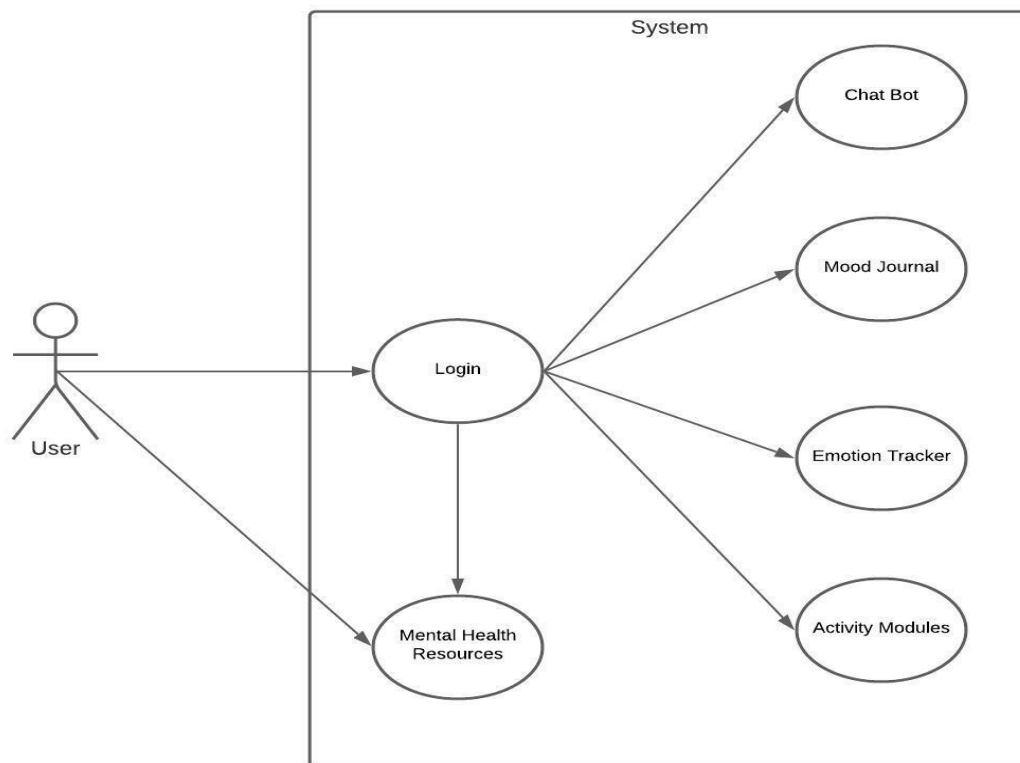 System
Chat Bot
Mood Journal
Login
User
Emotion Tracker
Mental Health
Resources
Activity Modules